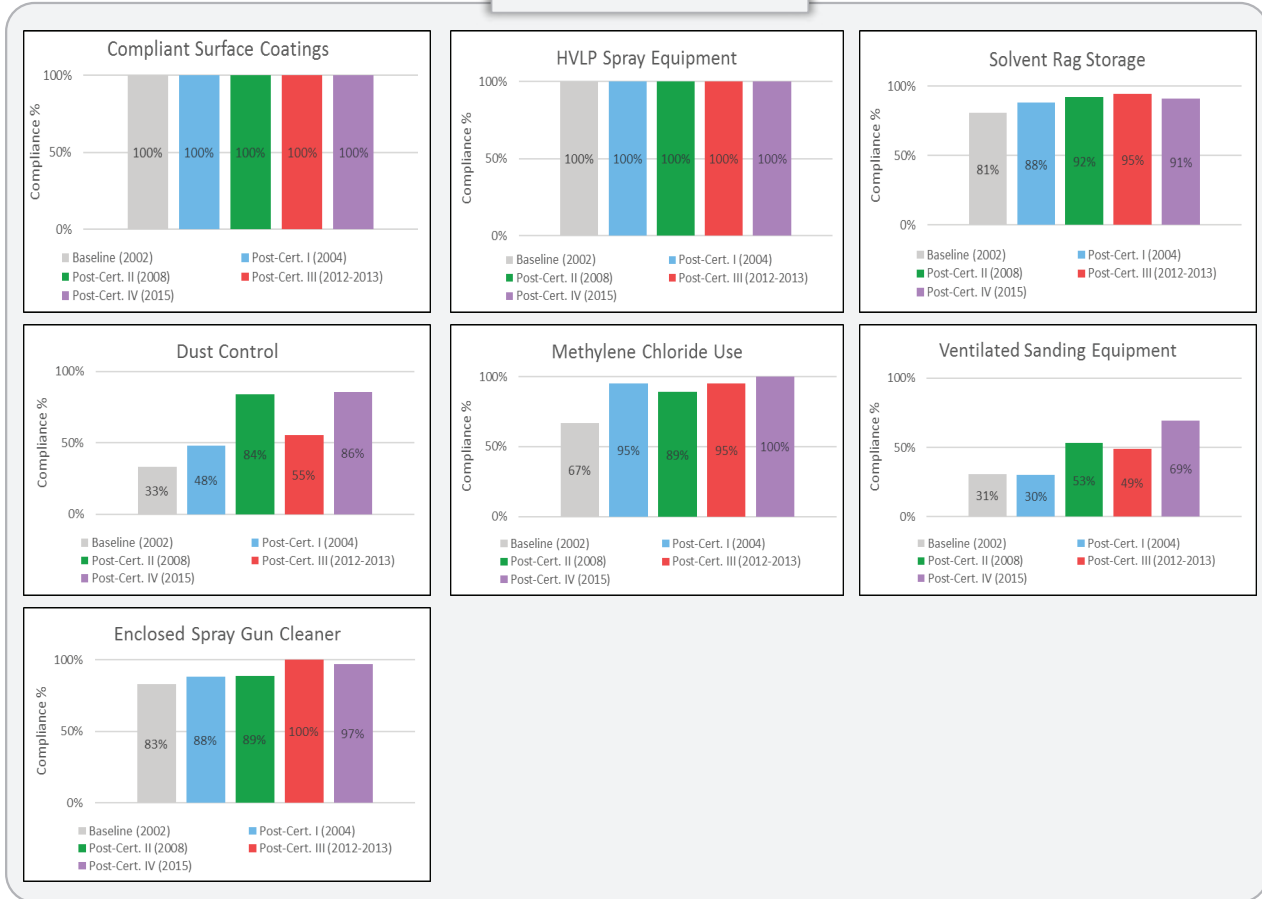 Compliant Surface Coatings
Compliance %
100%
50%
0%
100% 100% 100% 100% 100%
Baseline (2002) Post-Cert. I (2004)
Post-Cert. II (2008) Post-Cert. III (2012-2013)
Post-Cert. IV (2015)
HVLP Spray Equipment
Compliance %
100%
50%
0%
100% 100% 100% 100% 100%
Baseline (2002) Post-Cert. I (2004)
Post-Cert. II (2008) Post-Cert. III (2012-2013)
Post-Cert. IV (2015)
Solvent Rag Storage
Compliance %
100%
50%
0%
81% 88% 92% 95% 91%
Baseline (2002) Post-Cert. I (2004)
Post-Cert. II (2008) Post-Cert. III (2012-2013)
Post-Cert. IV (2015)
Dust Control
Compliance %
100%
50%
0%
33% 48% 84% 55% 86%
Baseline (2002) Post-Cert. I (2004)
Post-Cert. II (2008) Post-Cert. III (2012-2013)
Post-Cert. IV (2015)
Methylene Chloride Use
Compliance %
100%
50%
0%
67% 95% 89% 95% 100%
Baseline (2002) Post-Cert. I (2004)
Post-Cert. II (2008) Post-Cert. III (2012-2013)
Post-Cert. IV (2015)
Ventilated Sanding Equipment
Compliance %
100%
50%
0%
31% 30% 53% 49% 69%
Baseline (2002) Post-Cert. I (2004)
Post-Cert. II (2008) Post-Cert. III (2012-2013)
Post-Cert. IV (2015)
Enclosed Spray Gun Cleaner
Compliance %
100%
50%
0%
83% 88% 89% 100% 97%
Baseline (2002) Post-Cert. I (2004)
Post-Cert. II (2008) Post-Cert. III (2012-2013)
Post-Cert. IV (2015)